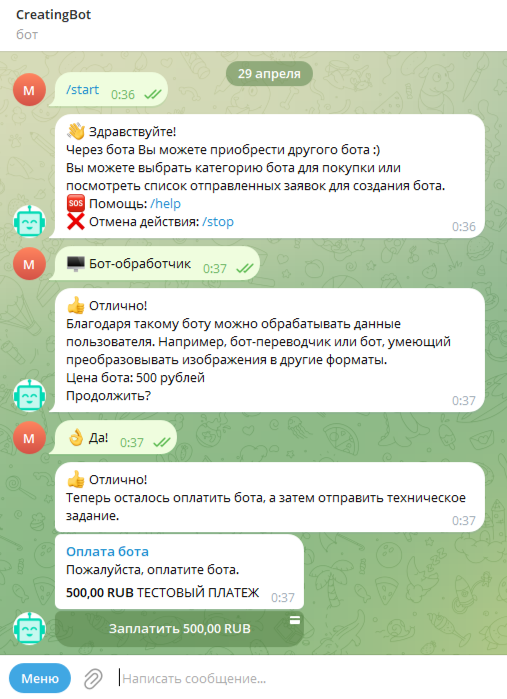 CreatingBot
бот
29 апреля
М
/start 0:36
👋 Здравствуйте!
Через бота Вы можете приобрести другого бота :)
Вы можете выбрать категорию бота для покупки или
посмотреть список отправленных заявок для создания бота.
🆘 Помощь: /help
❌ Отмена действия: /stop
0:36
М
🖥 Бот-обработчик 0:37
👍 Отлично!
Благодаря такому боту можно обрабатывать данные
пользователя. Например, бот-переводчик или бот, умеющий
преобразовывать изображения в другие форматы.
Цена бота: 500 рублей
Продолжить?
0:37
М
👌 Да! 0:37
👍 Отлично!
Теперь осталось оплатить бота, а затем отправить техническое
задание.
0:37
Оплата бота
Пожалуйста, оплатите бота.
500,00 RUB ТЕСТОВЫЙ ПЛАТЕЖ 0:37
Заплатить 500,00 RUB
Меню
Написать сообщение...